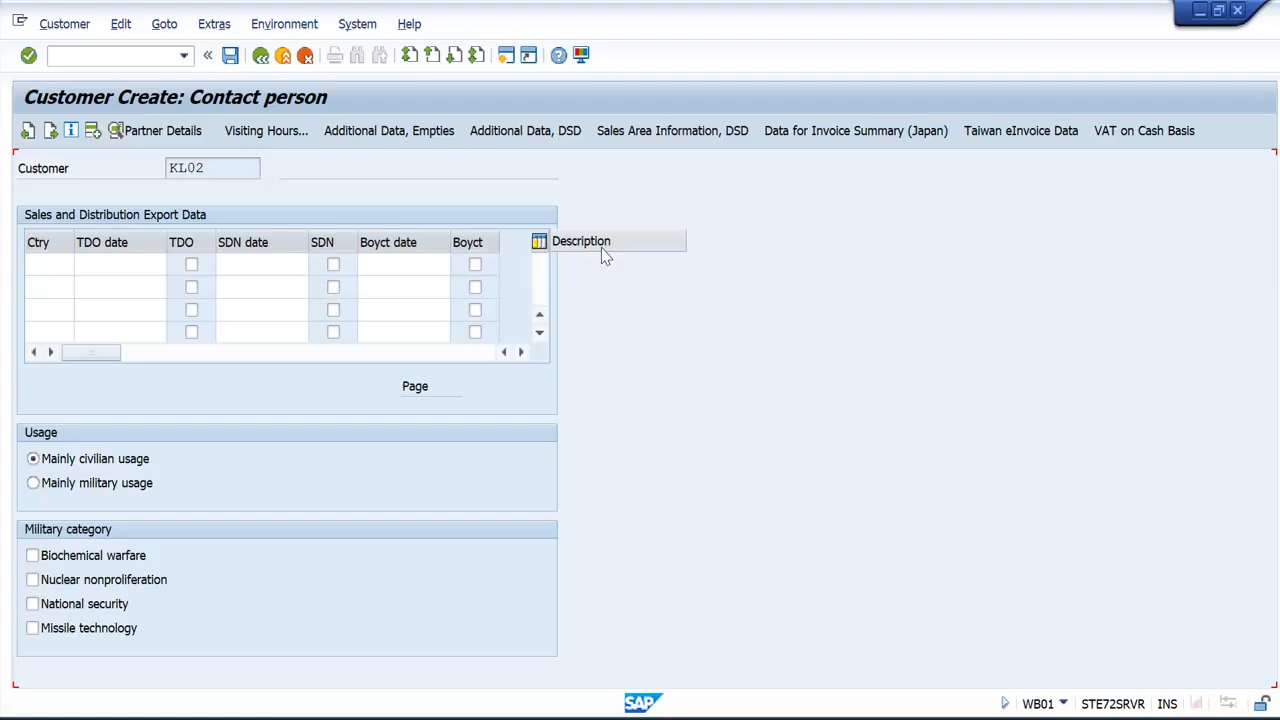 Customer Edit Goto Extras Environment System Help
Customer Create: Contact person
Partner Details Visiting Hours... Additional Data, Empties Additional Data, DSD Sales Area Information, DSD Data for Invoice Summary (Japan) Taiwan eInvoice Data VAT on Cash Basis
Customer KL02
Sales and Distribution Export Data
Ctry TDO date TDO SDN date SDN Boyct date Boyct Description
Page
Usage
Mainly civilian usage
Mainly military usage
Military category
Biochemical warfare
Nuclear nonproliferation
National security
Missile technology
SAP WB01 STE72SRVR INS